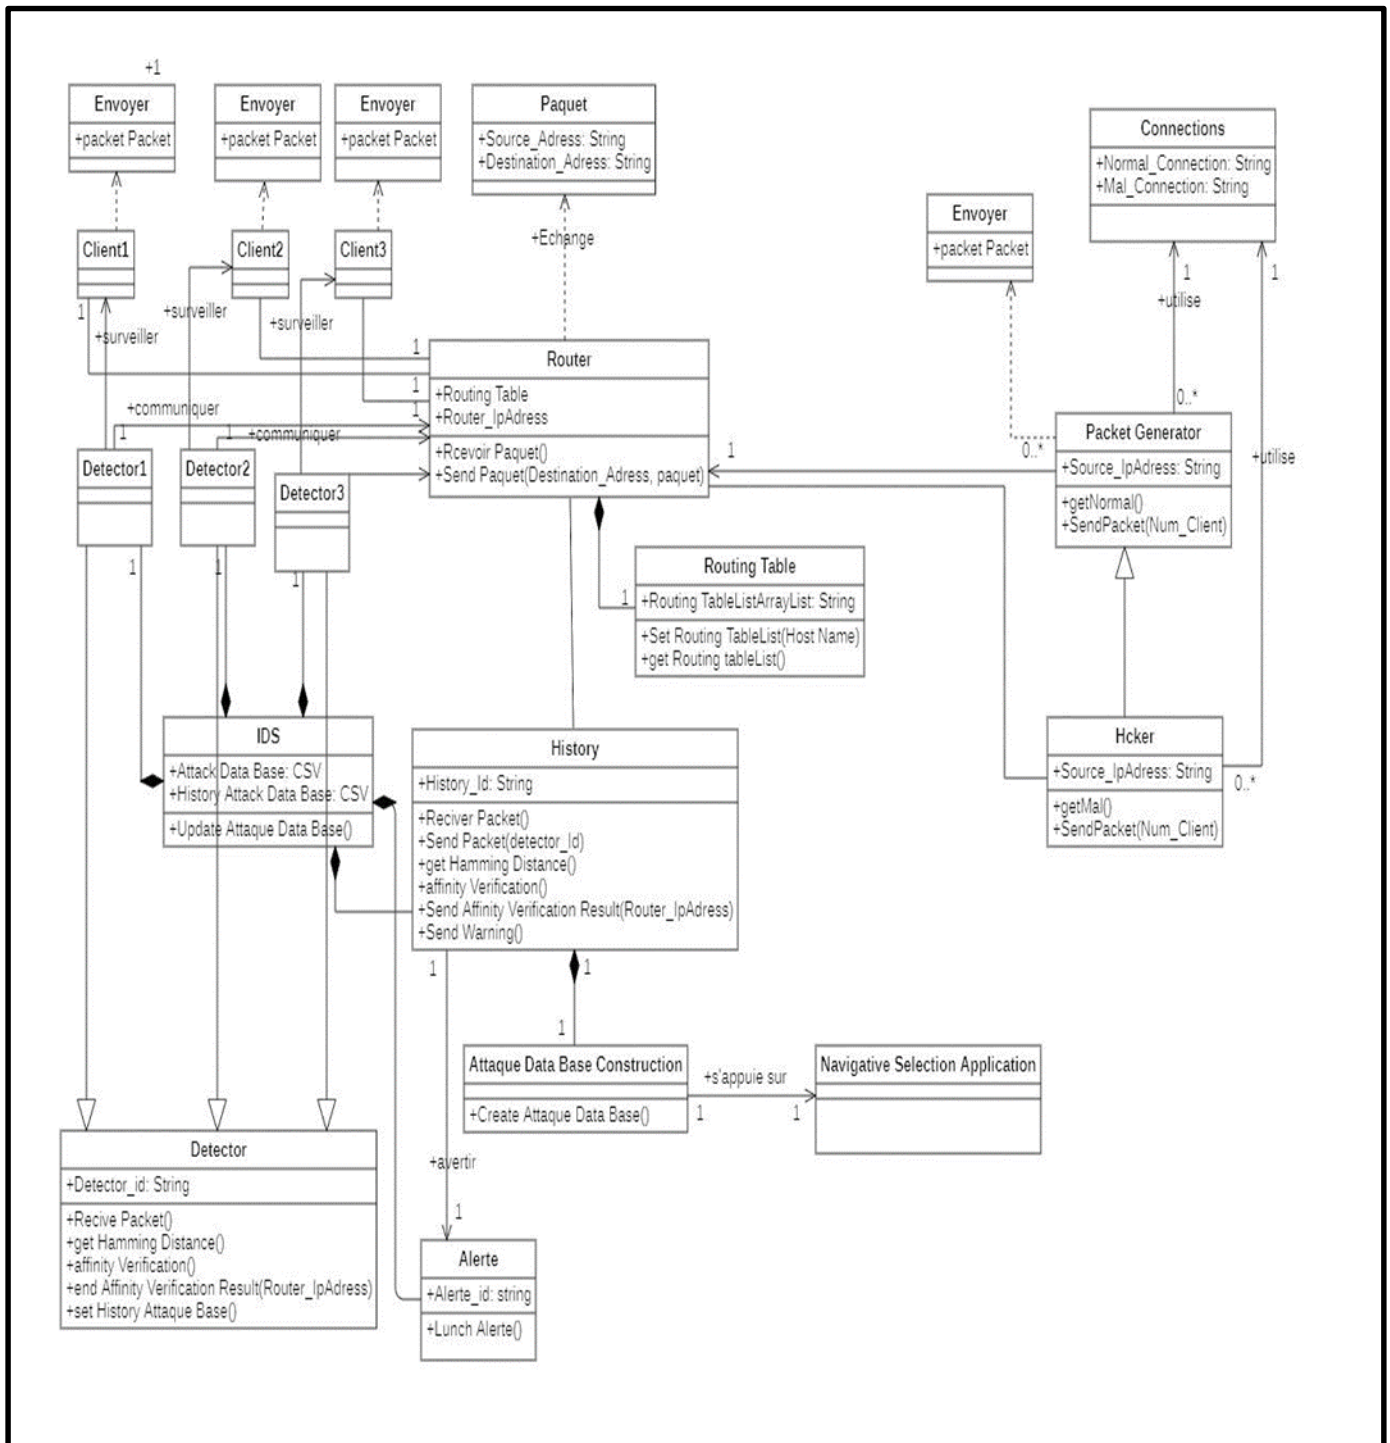 +1
Envoyer
+packet Packet
Envoyer
+packet Packet
Envoyer
+packet Packet
Paquet
+Source_Adress: String
+Destination_Adress: String
Connections
+Normal_Connection: String
+Mal_Connection: String
Envoyer
+packet Packet
Client1
Client2
Client3
+Echange
1
1
+utilise
1
+surveiller
+surveiller
+surveiller
1
Router
+Routing Table
+Router_IpAdress
+Rcevoir Paquet()
+Send Paquet(Destination_Adress, paquet)
1
1
+communiquer
1
1
+communiquer
0..*
Packet Generator
+Source_IpAdress: String
+getNormal()
+SendPacket(Num_Client)
0..*
1
+utilise
Detector1
Detector2
Detector3
1
1
1
Routing Table
+Routing TableListArrayList: String
+Set Routing TableList(Host Name)
+get Routing tableList()
1
IDS
+Attack Data Base: CSV
+History Attack Data Base: CSV
+Update Attaque Data Base()
History
+History_Id: String
+Reciver Packet()
+Send Packet(detector_Id)
+get Hamming Distance()
+affinity Verification()
+Send Affinity Verification Result(Router_IpAdress)
+Send Warning()
Hcker
+Source_IpAdress: String
+getMal()
+SendPacket(Num_Client)
0..*
1
1
1
Attaque Data Base Construction
+Create Attaque Data Base()
+s'appuie sur
1
1
Navigative Selection Application
Detector
+Detector_id: String
+Recive Packet()
+get Hamming Distance()
+affinity Verification()
+end Affinity Verification Result(Router_IpAdress)
+set History Attaque Base()
+avertir
1
Alerte
+Alerte_id: string
+Lunch Alerte()